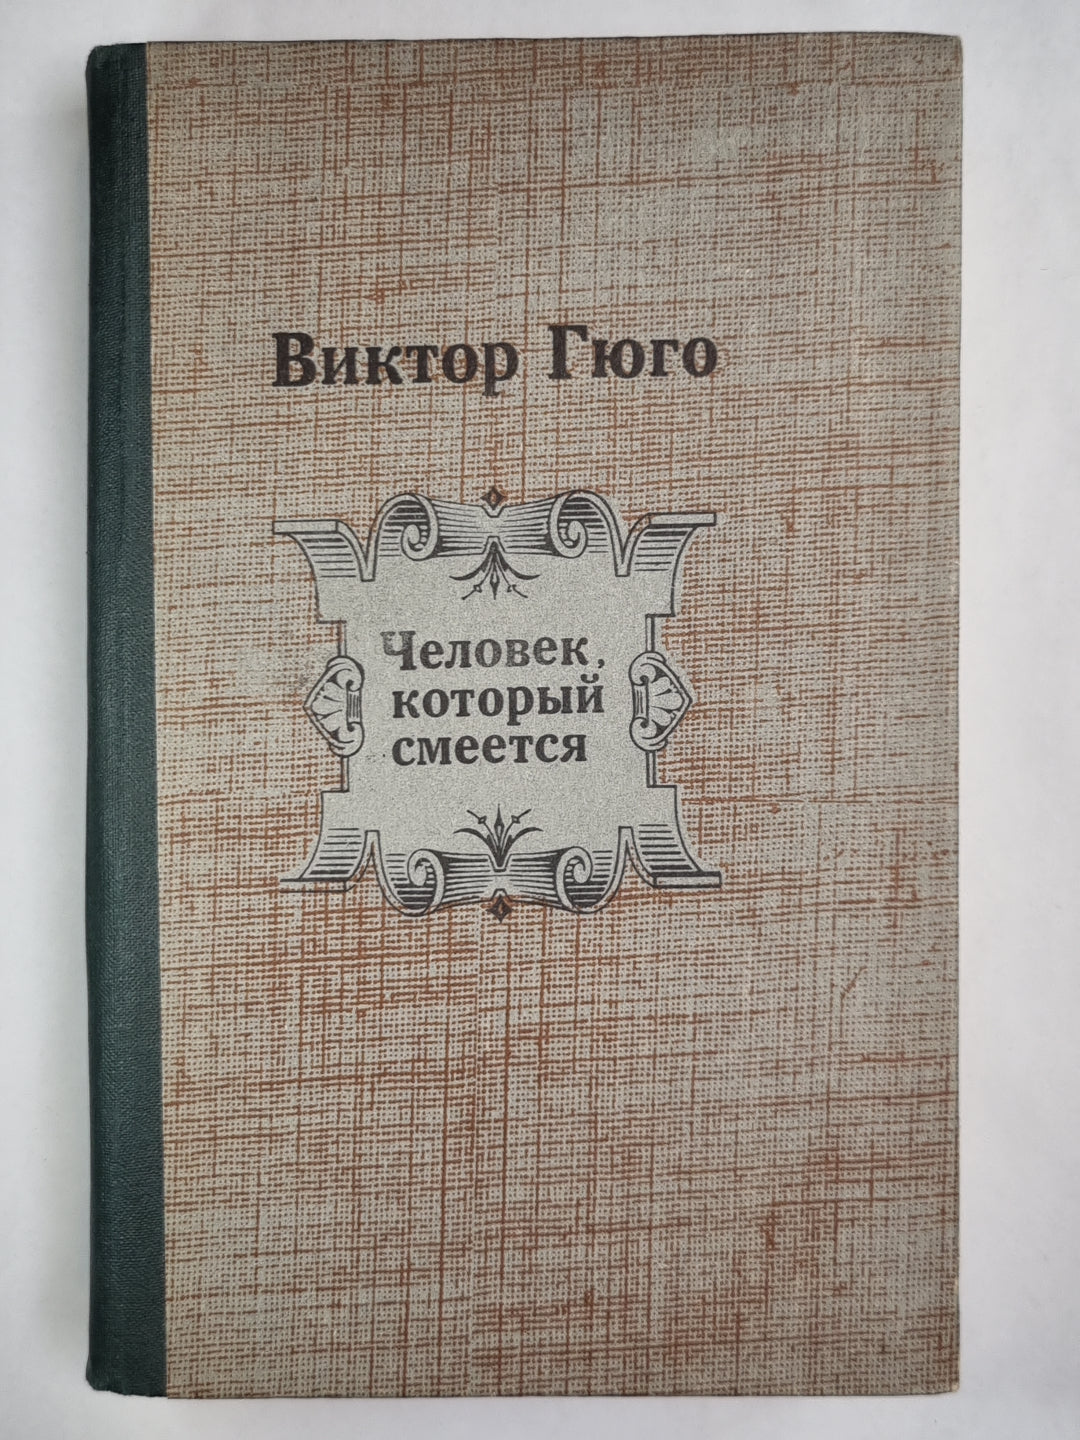 Виктор Гюго
Человек,
который
смеется